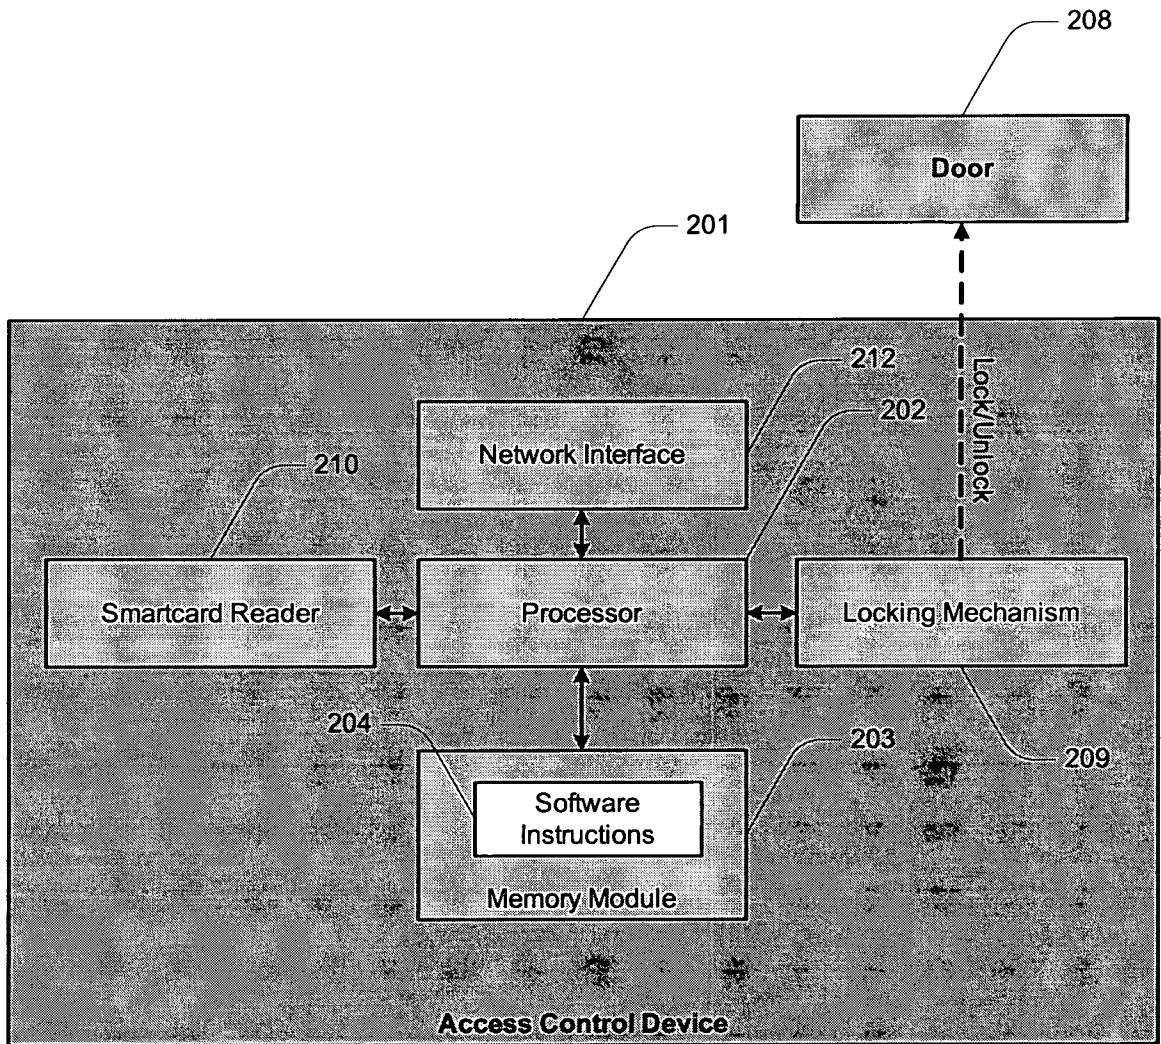 208
Door
201
212
Lock/Unlock
202
Network Interface
210
Smartcard Reader
Processor
Locking Mechanism
204
203
209
Software
Instructions
Memory Module
Access Control Device